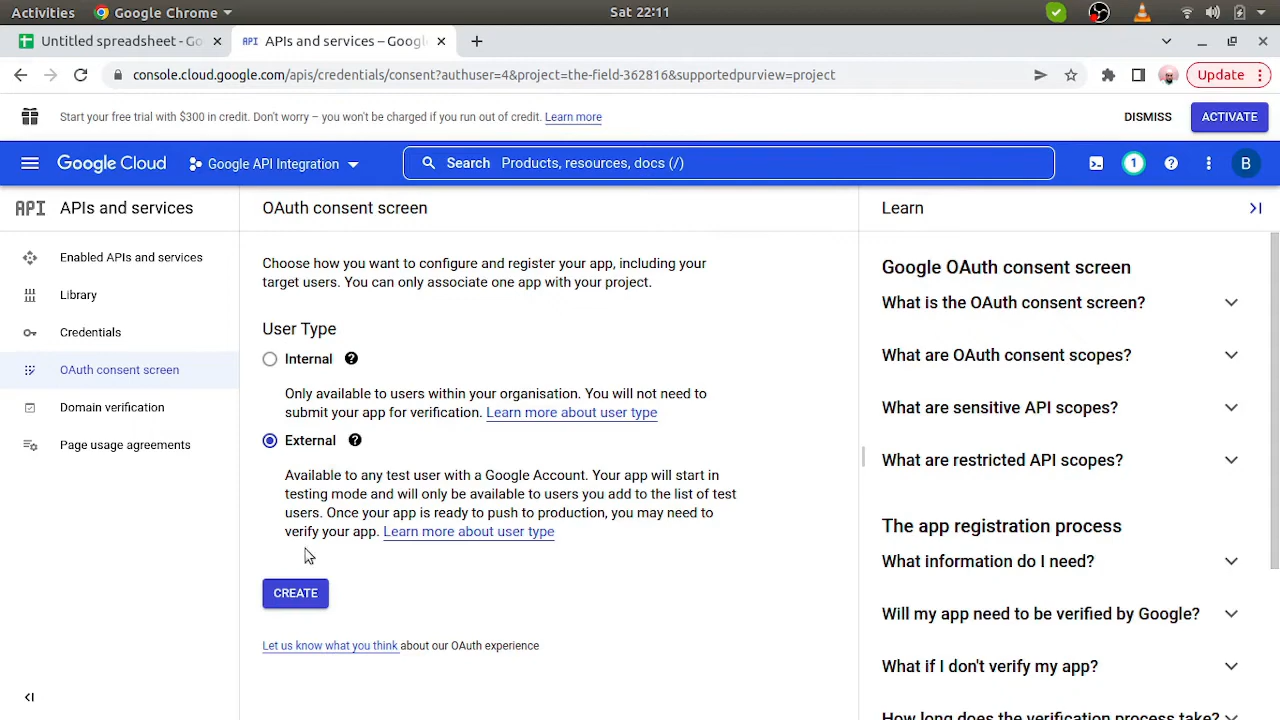 Activities
Google Chrome
Sat 22:11
Untitled spreadsheet - Go
API APIs and services – Googl
console.cloud.google.com/apis/credentials/consent?authuser=4&project=the-field-362816&supportedpurview=project
Update
Start your free trial with $300 in credit. Don't worry – you won't be charged if you run out of credit. Learn more
DISMISS
ACTIVATE
Google Cloud
Google API Integration
Search Products, resources, docs (/)
1
B
API APIs and services
Enabled APIs and services
Library
Credentials
OAuth consent screen
Domain verification
Page usage agreements
OAuth consent screen
Choose how you want to configure and register your app, including your
target users. You can only associate one app with your project.
User Type
Internal
Only available to users within your organisation. You will not need to
submit your app for verification. Learn more about user type
External
Available to any test user with a Google Account. Your app will start in
testing mode and will only be available to users you add to the list of test
users. Once your app is ready to push to production, you may need to
verify your app. Learn more about user type
CREATE
Let us know what you think about our OAuth experience
Learn
Google OAuth consent screen
What is the OAuth consent screen?
What are OAuth consent scopes?
What are sensitive API scopes?
What are restricted API scopes?
The app registration process
What information do I need?
Will my app need to be verified by Google?
What if I don't verify my app?
How long does the verification process take?